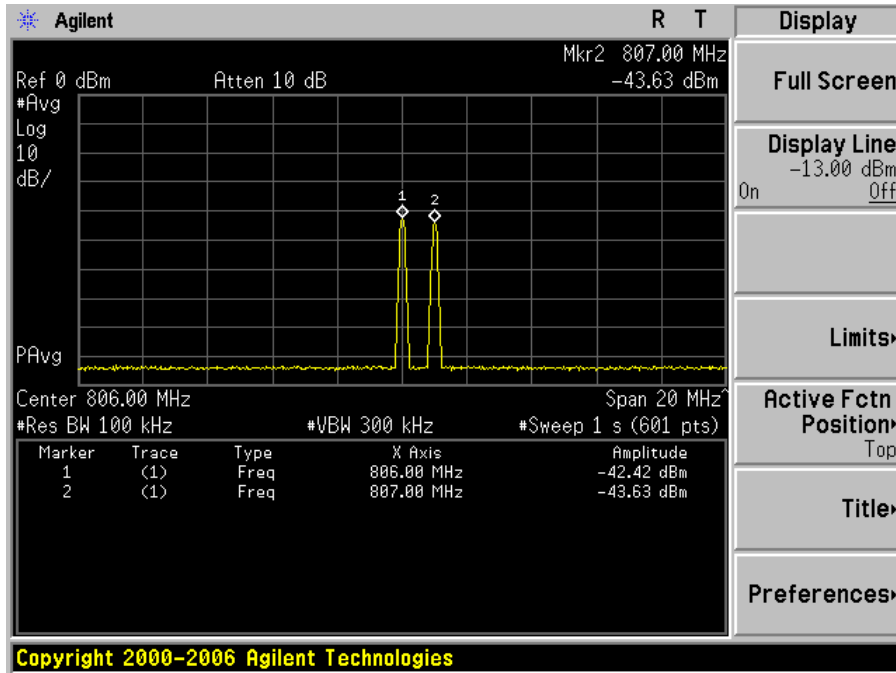 Agilent R T Display
Mkr2 807.00 MHz
Ref 0 dBm Atten 10 dB -43.63 dBm
#Avg
Log
10
dB/
1 2
PAvg
Center 806.00 MHz Span 20 MHz^
#Res BW 100 kHz #VBW 300 kHz #Sweep 1 s (601 pts)
Marker Trace Type X Axis Amplitude
1 (1) Freq 806.00 MHz -42.42 dBm
2 (1) Freq 807.00 MHz -43.63 dBm
Full Screen
Display Line
-13.00 dBm
On Off
Limits
Active Fctn
Position
Top
Title
Preferences
Copyright 2000-2006 Agilent Technologies